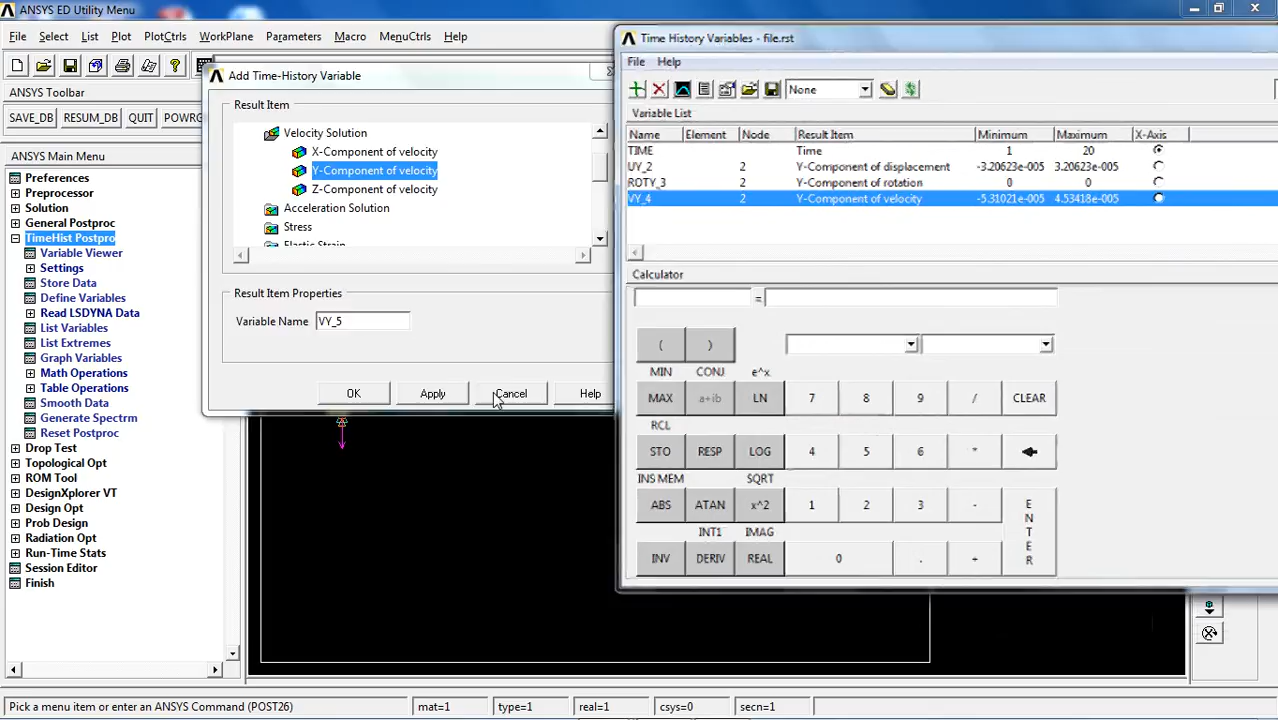 ANSYS ED Utility Menu
File Select List Plot PlotCtrls WorkPlane Parameters Macro MenuCtrls Help
ANSYS Toolbar
SAVE_DB RESUM_DB QUIT POWRG
ANSYS Main Menu
Preferences
Preprocessor
Solution
General Postproc
TimeHist Postpro
Variable Viewer
Settings
Store Data
Define Variables
Read LSDYNA Data
List Variables
List Extremes
Graph Variables
Math Operations
Table Operations
Smooth Data
Generate Spectrm
Reset Postproc
Drop Test
Topological Opt
ROM Tool
DesignXplorer VT
Design Opt
Prob Design
Radiation Opt
Run-Time Stats
Session Editor
Finish
Add Time-History Variable
Result Item
Velocity Solution
X-Component of velocity
Y-Component of velocity
Z-Component of velocity
Acceleration Solution
Stress
Elastic Strain
Result Item Properties
Variable Name VY_5
OK Apply Cancel Help
Time History Variables - file.rst
File Help
None
Variable List
Name Element Node Result Item Minimum Maximum X-Axis
TIME Time 1 20
UY_2 2 Y-Component of displacement -3.20623e-005 3.20623e-005
ROTY_3 2 Y-Component of rotation 0 0
VY_4 2 Y-Component of velocity -5.31021e-005 4.53418e-005
Calculator
=
( )
MIN CONJ e^x
MAX a+ib LN 7 8 9 / CLEAR
RCL
STO RESP LOG 4 5 6 *
INS MEM SQRT
ABS ATAN x^2 1 2 3 - ENTER
INT1 IMAG
INV DERIV REAL 0 . +
Pick a menu item or enter an ANSYS Command (POST26) mat=1 type=1 real=1 csys=0 secn=1